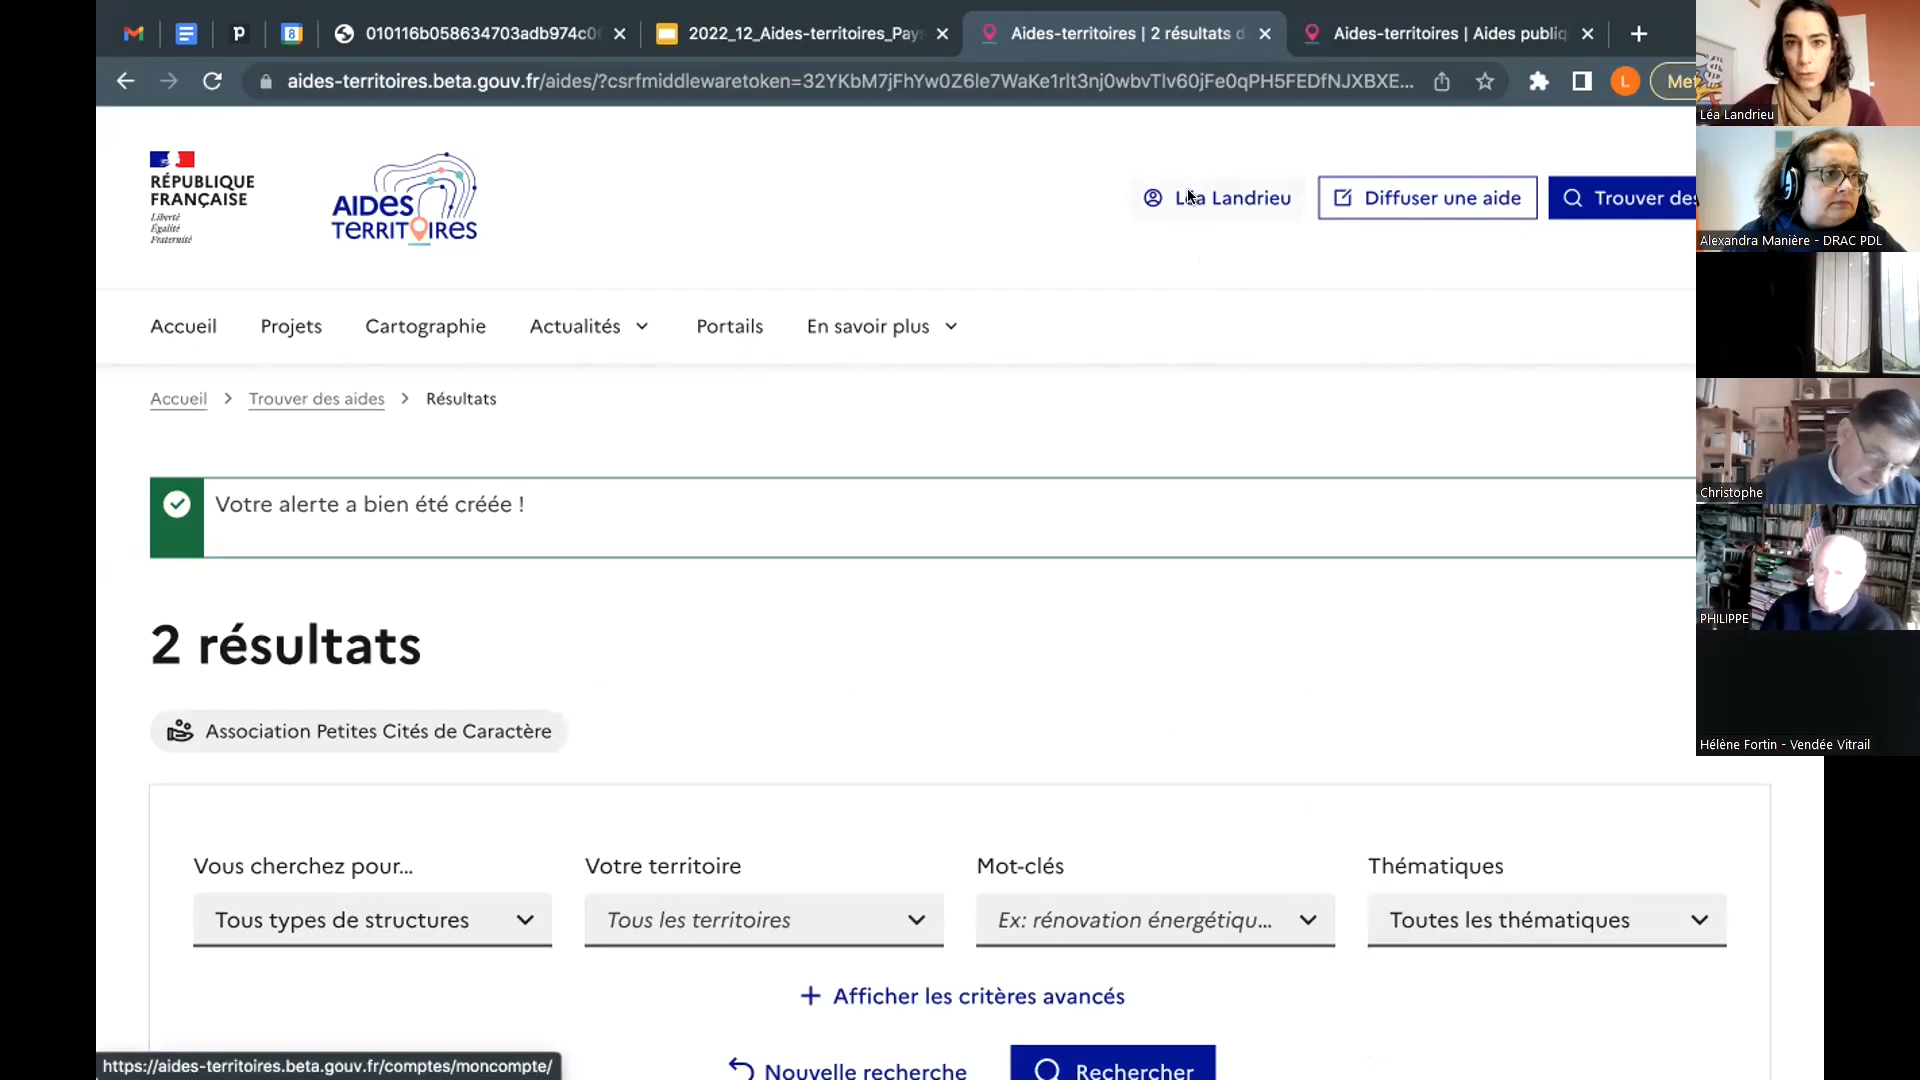 010116b058634703adb974c0
2022_12_Aides-territoires_Pay
Aides-territoires | 2 résultats d
Aides-territoires | Aides publiq
aides-territoires.beta.gouv.fr/aides/?csrfmiddlewaretoken=32YKbM7jFhYw0Z6le7WaKe1rlt3nj0wbvTlv60jFe0qPH5FEDfNJXBXE...
L
Met
RÉPUBLIQUE
FRANÇAISE
Liberté
Égalité
Fraternité
AIDES
TERRITOIRES
Léa Landrieu
Diffuser une aide
Trouver des
Accueil
Projets
Cartographie
Actualités
Portails
En savoir plus
Accueil > Trouver des aides > Résultats
Votre alerte a bien été créée !
2 résultats
Association Petites Cités de Caractère
Vous cherchez pour...
Votre territoire
Mot-clés
Thématiques
Tous types de structures
Tous les territoires
Ex: rénovation énergétiqu...
Toutes les thématiques
+ Afficher les critères avancés
Nouvelle recherche
Rechercher
https://aides-territoires.beta.gouv.fr/comptes/moncompte/
Léa Landrieu
Alexandra Manière - DRAC PDL
Christophe
PHILIPPE
Hélène Fortin - Vendée Vitrail